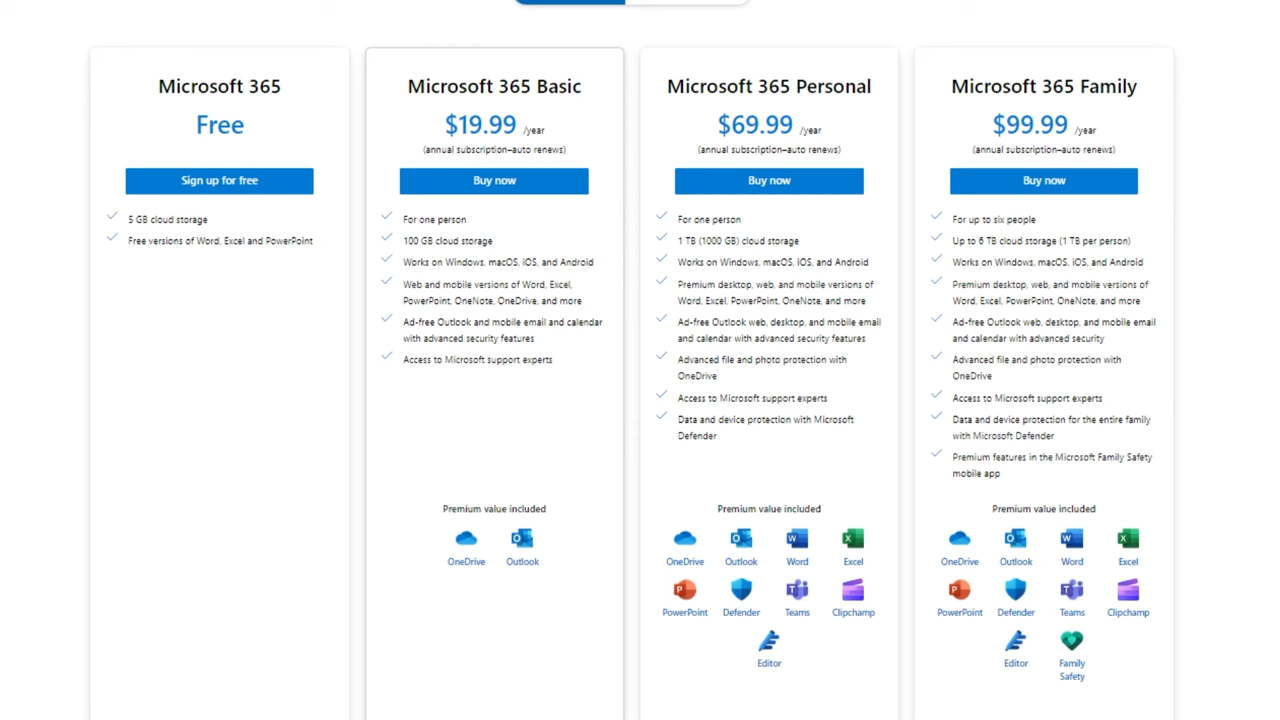 Microsoft 365
Free
Sign up for free
5 GB cloud storage
Free versions of Word, Excel and PowerPoint
Microsoft 365 Basic
$19.99 /year
(annual subscription–auto renews)
Buy now
For one person
100 GB cloud storage
Works on Windows, macOS, iOS, and Android
Web and mobile versions of Word, Excel,
PowerPoint, OneNote, OneDrive, and more
Ad-free Outlook and mobile email and calendar
with advanced security features
Access to Microsoft support experts
Premium value included
OneDrive
Outlook
Microsoft 365 Personal
$69.99 /year
(annual subscription–auto renews)
Buy now
For one person
1 TB (1000 GB) cloud storage
Works on Windows, macOS, iOS, and Android
Premium desktop, web, and mobile versions of
Word, Excel, PowerPoint, OneNote, and more
Ad-free Outlook web, desktop, and mobile email
and calendar with advanced security features
Advanced file and photo protection with
OneDrive
Access to Microsoft support experts
Data and device protection with Microsoft
Defender
Premium value included
OneDrive Outlook Word Excel
PowerPoint Defender Teams Clipchamp
Editor
Microsoft 365 Family
$99.99 /year
(annual subscription–auto renews)
Buy now
For up to six people
Up to 6 TB cloud storage (1 TB per person)
Works on Windows, macOS, iOS, and Android
Premium desktop, web, and mobile versions of
Word, Excel, PowerPoint, OneNote, and more
Ad-free Outlook web, desktop, and mobile email
and calendar with advanced security
Advanced file and photo protection with
OneDrive
Access to Microsoft support experts
Data and device protection for the entire family
with Microsoft Defender
Premium features in the Microsoft Family Safety
mobile app
Premium value included
OneDrive Outlook Word Excel
PowerPoint Defender Teams Clipchamp
Editor Family
Safety